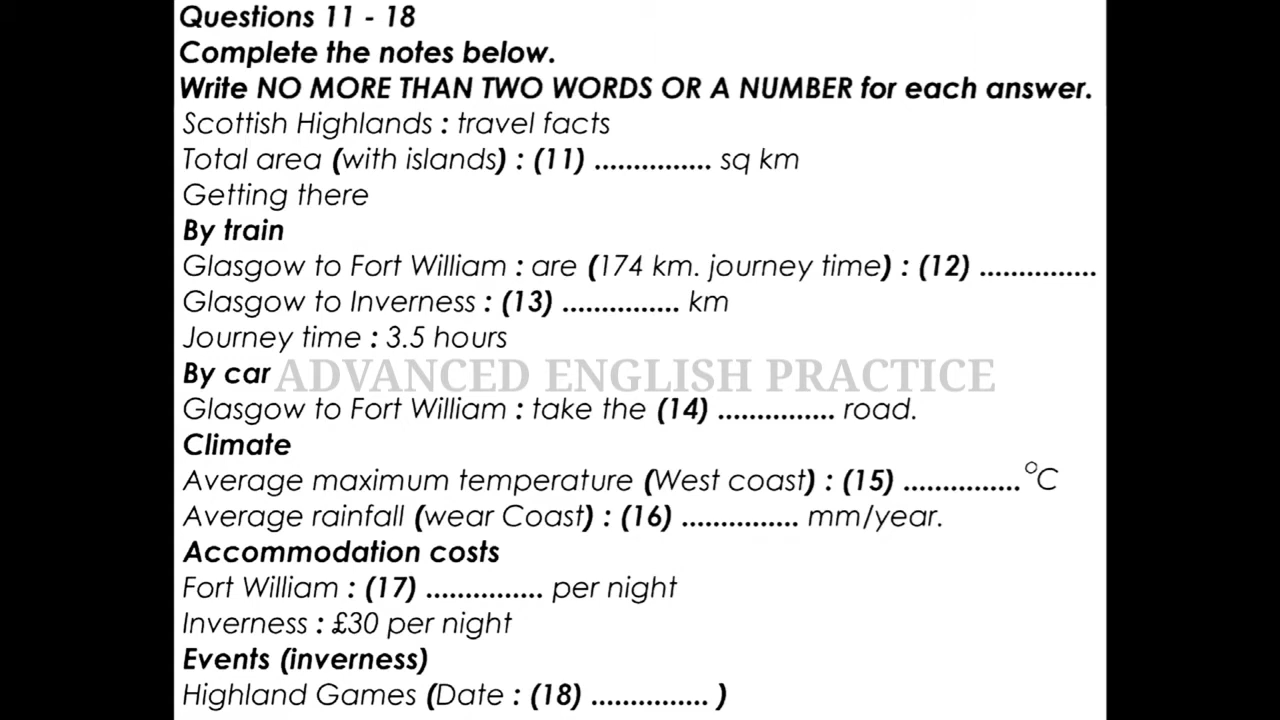 Questions 11 - 18
Complete the notes below.
Write NO MORE THAN TWO WORDS OR A NUMBER for each answer.
Scottish Highlands : travel facts
Total area (with islands) : (11) ............... sq km
Getting there
By train
Glasgow to Fort William : are (174 km. journey time) : (12) ...............
Glasgow to Inverness : (13) ............... km
Journey time : 3.5 hours
By car
ADVANCED ENGLISH PRACTICE
Glasgow to Fort William : take the (14) ............... road.
Climate
Average maximum temperature (West coast) : (15) ............... °C
Average rainfall (wear Coast) : (16) ............... mm/year.
Accommodation costs
Fort William : (17) ............... per night
Inverness : £30 per night
Events (inverness)
Highland Games (Date : (18) ............... )